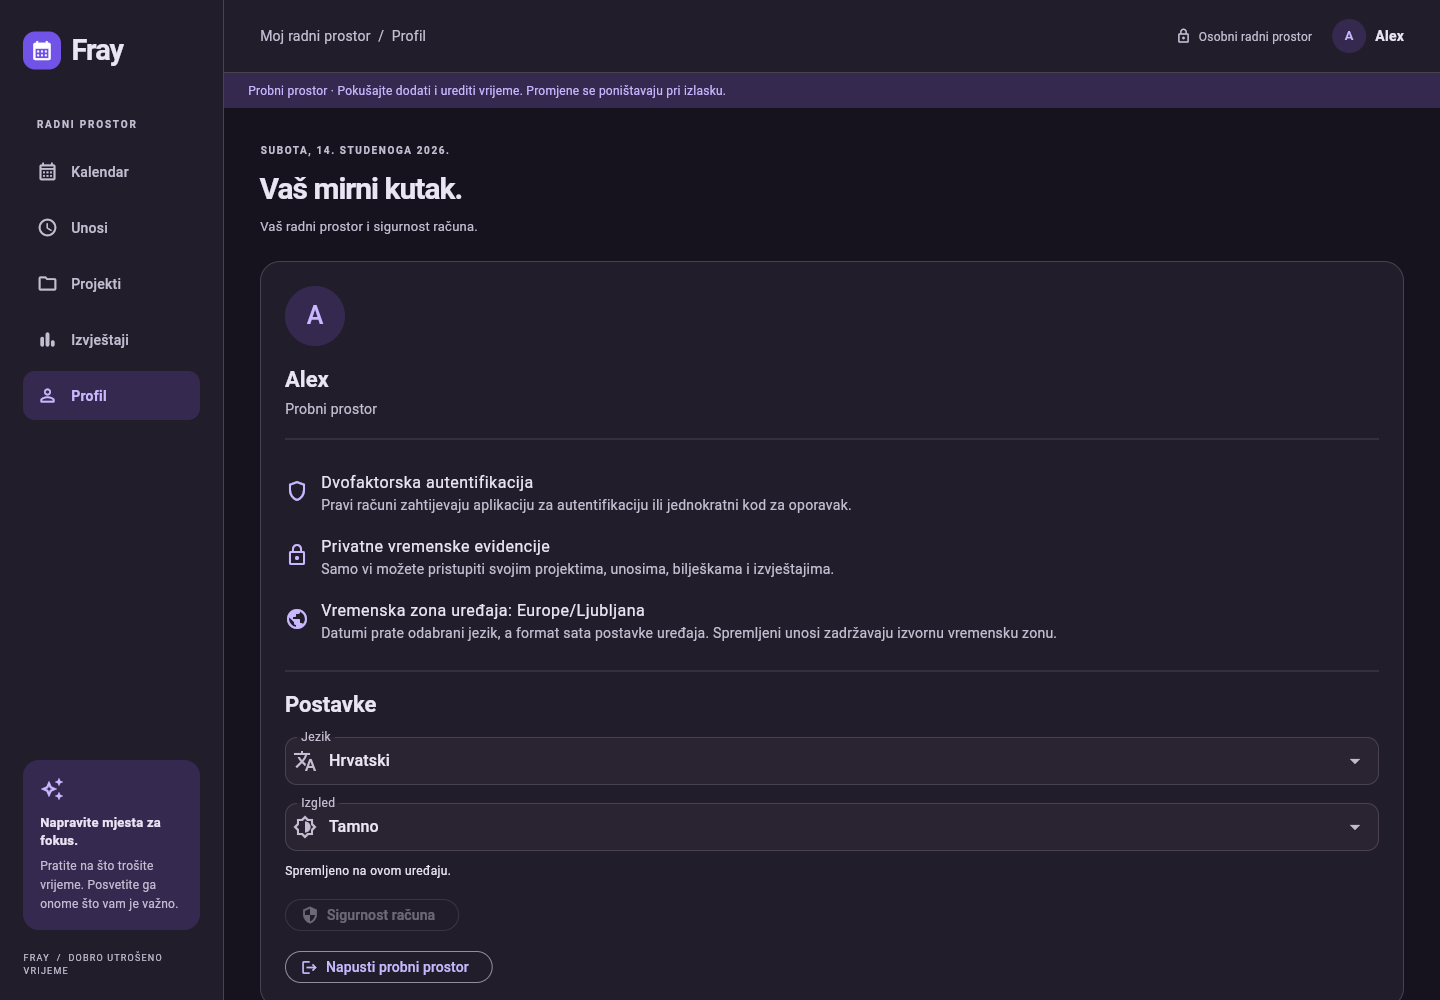 Fray
RADNI PROSTOR
Kalendar
Unosi
Projekti
Izvještaji
Profil
Napravite mjesta za
fokus.
Pratite na što trošite
vrijeme. Posvetite ga
onome što vam je važno.
FRAY / DOBRO UTROŠENO
VRIJEME
Moj radni prostor / Profil
Osobni radni prostor
A
Alex
Probni prostor · Pokušajte dodati i urediti vrijeme. Promjene se poništavaju pri izlasku.
SUBOTA, 14. STUDENOGA 2026.
Vaš mirni kutak.
Vaš radni prostor i sigurnost računa.
A
Alex
Probni prostor
Dvofaktorska autentifikacija
Pravi računi zahtijevaju aplikaciju za autentifikaciju ili jednokratni kod za oporavak.
Privatne vremenske evidencije
Samo vi možete pristupiti svojim projektima, unosima, bilješkama i izvještajima.
Vremenska zona uređaja: Europe/Ljubljana
Datumi prate odabrani jezik, a format sata postavke uređaja. Spremljeni unosi zadržavaju izvornu vremensku zonu.
Postavke
Jezik
Hrvatski
Izgled
Tamno
Spremljeno na ovom uređaju.
Sigurnost računa
Napusti probni prostor